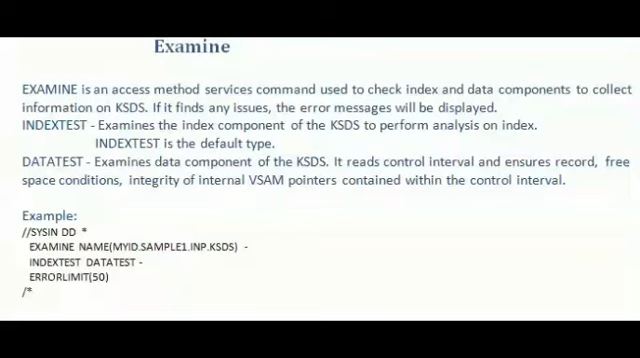 Examine
EXAMINE is an access method services command used to check index and data components to collect
information on KSDS. If it finds any issues, the error messages will be displayed.
INDEXTEST - Examines the index component of the KSDS to perform analysis on index.
INDEXTEST is the default type.
DATATEST - Examines data component of the KSDS. It reads control interval and ensures record, free
space conditions, integrity of internal VSAM pointers contained within the control interval.
Example:
//SYSIN DD *
EXAMINE NAME(MYID.SAMPLE1.INP.KSDS) -
INDEXTEST DATATEST -
ERRORLIMIT(50)
/*